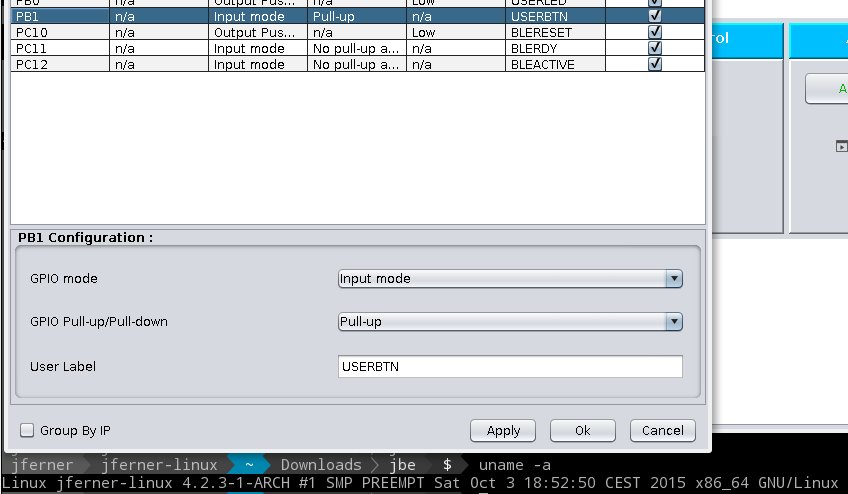 PB0 n/a Output Pus... n/a Low USERLED
PB1 n/a Input mode Pull-up n/a USERBTN
PC10 n/a Output Pus... n/a Low BLERESET
PC11 n/a Input mode No pull-up a... n/a BLERDY
PC12 n/a Input mode No pull-up a... n/a BLEACTIVE
rol
A
A
PB1 Configuration :
GPIO mode Input mode
GPIO Pull-up/Pull-down Pull-up
User Label USERBTN
Group By IP Apply Ok Cancel
jferner jferner-linux ~ Downloads jbe $ uname -a
Linux jferner-linux 4.2.3-1-ARCH #1 SMP PREEMPT Sat Oct 3 18:52:50 CEST 2015 x86_64 GNU/Linux